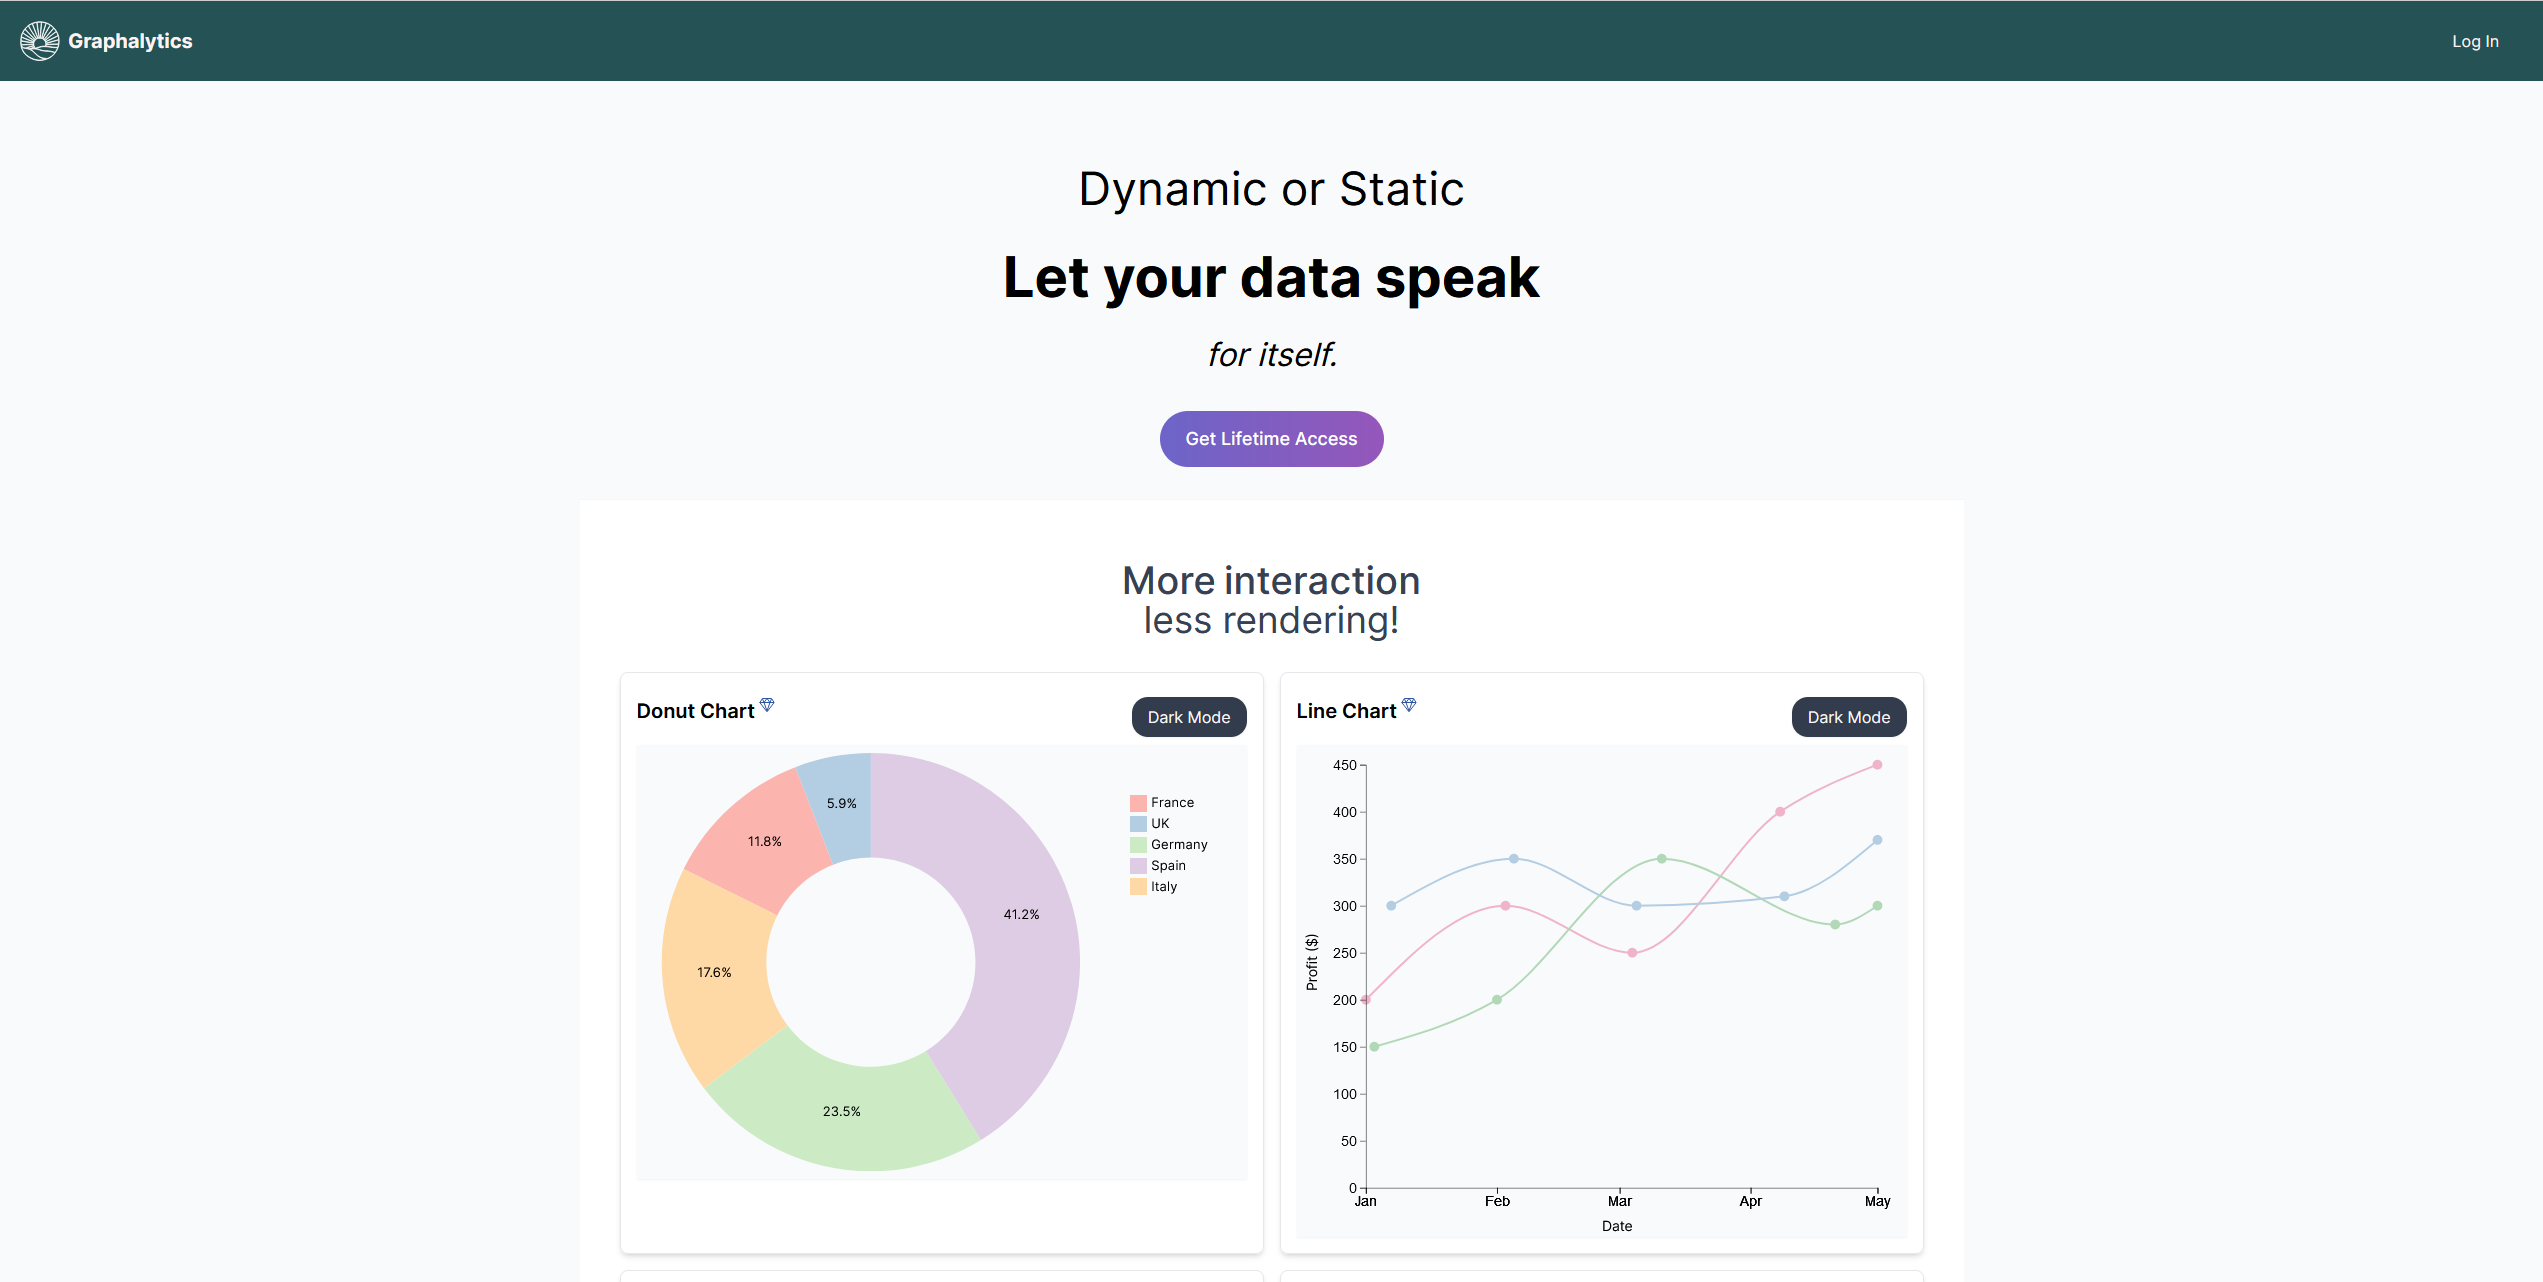 Graphalytics
Log In
Dynamic or Static
Let your data speak
for itself.
Get Lifetime Access
More interaction
less rendering!
Donut Chart
Dark Mode
5.9%
11.8%
41.2%
17.6%
23.5%
France
UK
Germany
Spain
Italy
Line Chart
Dark Mode
450
400
350
300
250
200
150
100
50
0
Profit ($)
Jan
Feb
Mar
Apr
May
Date